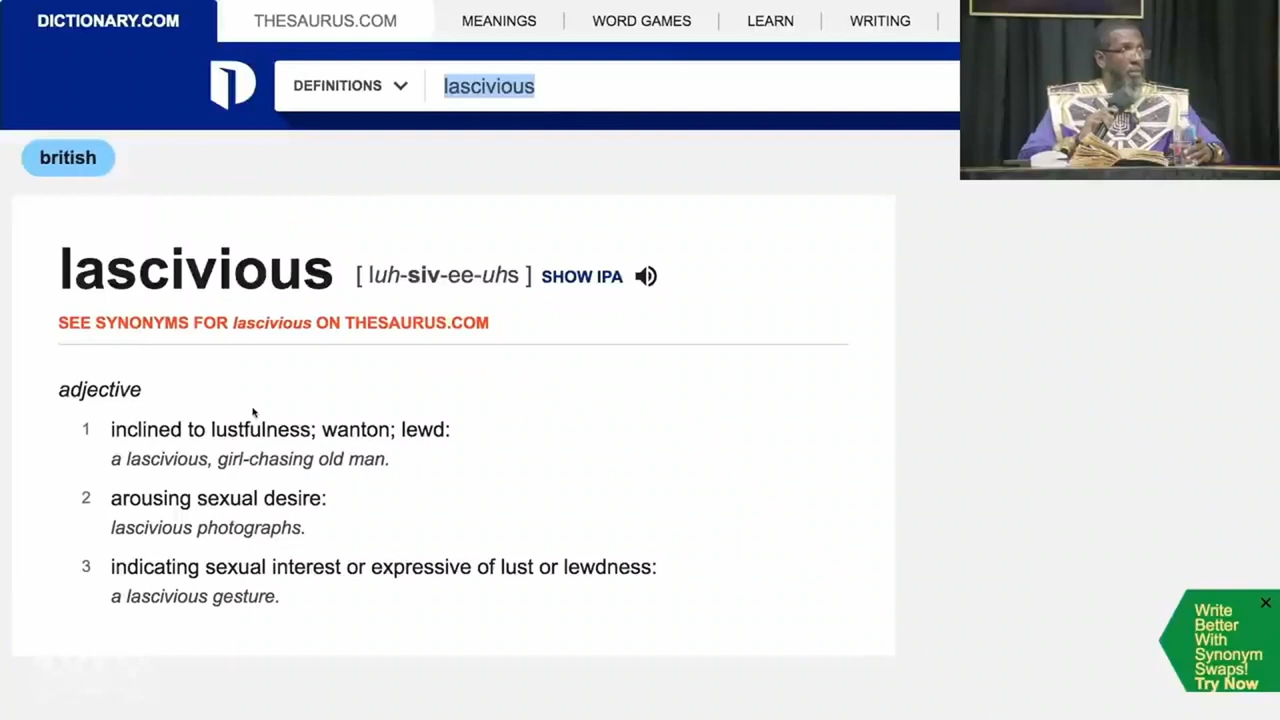 DICTIONARY.COM
THESAURUS.COM
MEANINGS
WORD GAMES
LEARN
WRITING
DEFINITIONS
lascivious
british
lascivious [ luh-siv-ee-uhs ] SHOW IPA
SEE SYNONYMS FOR lascivious ON THESAURUS.COM
adjective
1 inclined to lustfulness; wanton; lewd:
a lascivious, girl-chasing old man.
2 arousing sexual desire:
lascivious photographs.
3 indicating sexual interest or expressive of lust or lewdness:
a lascivious gesture.
Write
Better
With
Synonym
Swaps!
Try Now